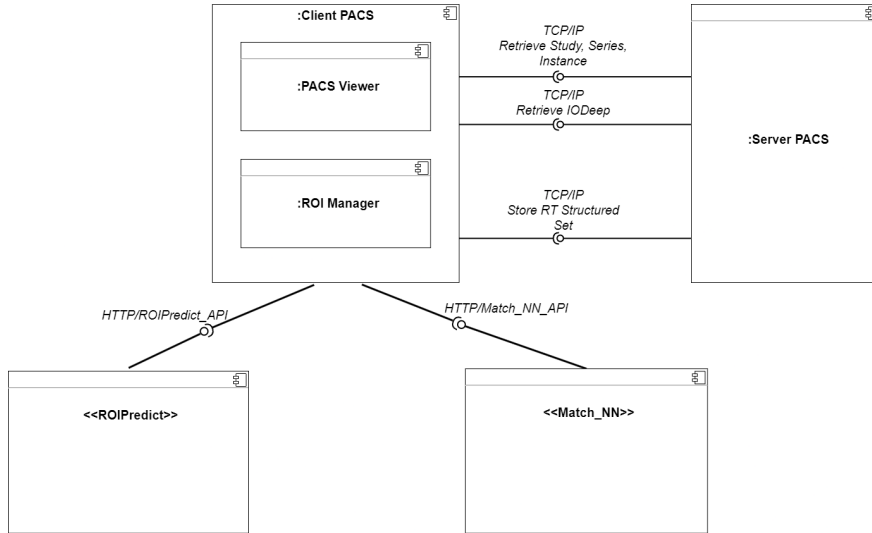 :Client PACS
:PACS Viewer
:ROI Manager
TCP/IP
Retrieve Study, Series,
Instance
TCP/IP
Retrieve IODeep
TCP/IP
Store RT Structured
Set
:Server PACS
HTTP/ROIPredict_API
HTTP/Match_NN_API
<<ROIPredict>>
<<Match_NN>>